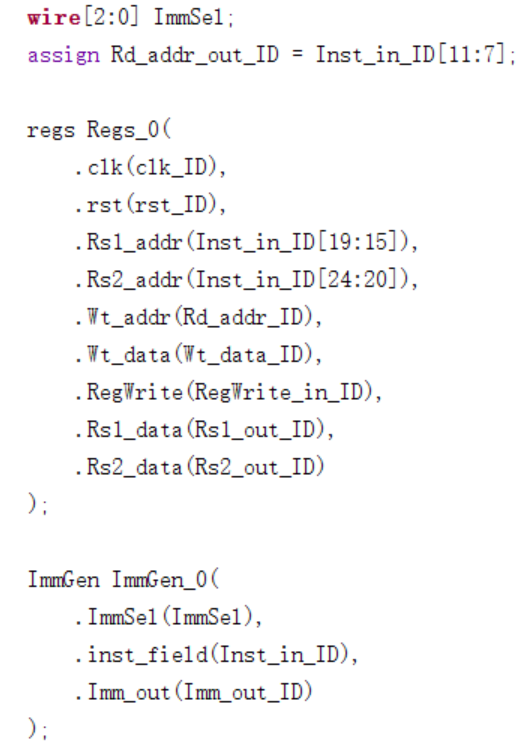 wire[2:0] ImmSel;
assign Rd_addr_out_ID = Inst_in_ID[11:7];
regs Regs_0(
.clk(clk_ID),
.rst(rst_ID),
.Rs1_addr(Inst_in_ID[19:15]),
.Rs2_addr(Inst_in_ID[24:20]),
.Wt_addr(Rd_addr_ID),
.Wt_data(Wt_data_ID),
.RegWrite(RegWrite_in_ID),
.Rs1_data(Rs1_out_ID),
.Rs2_data(Rs2_out_ID)
);
ImmGen ImmGen_0(
.ImmSel(ImmSel),
.inst_field(Inst_in_ID),
.Imm_out(Imm_out_ID)
);